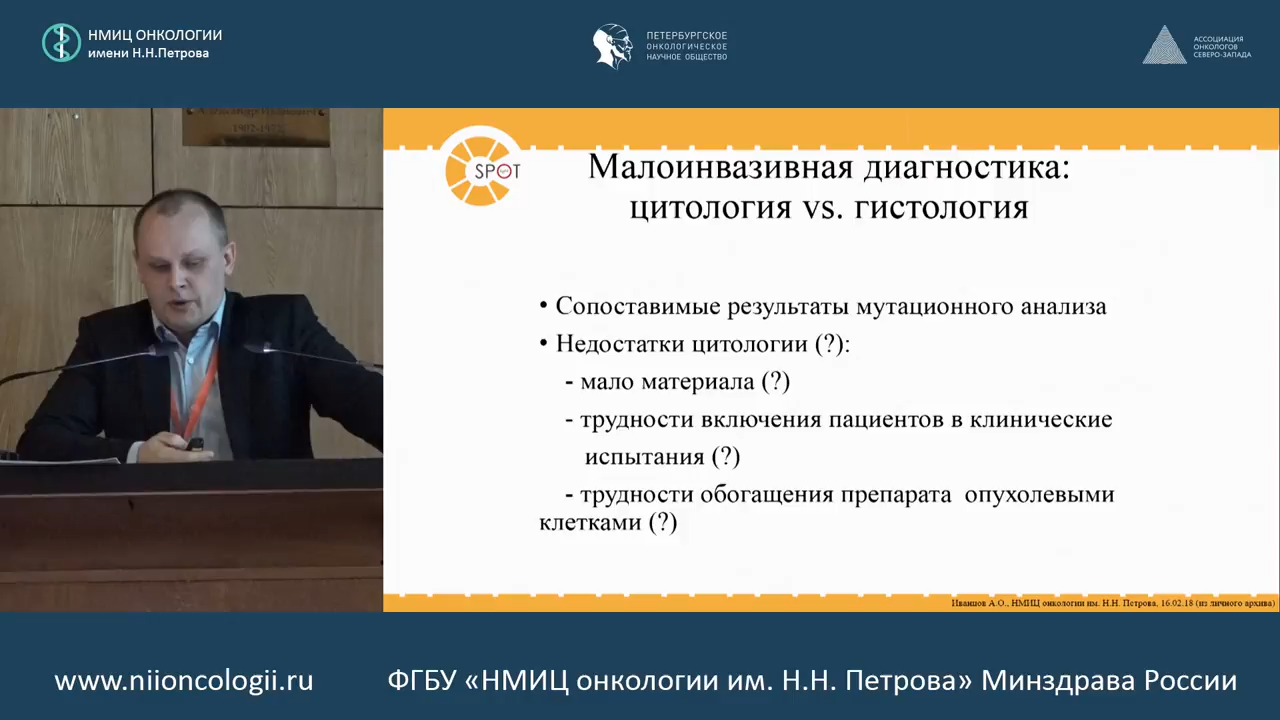 НМИЦ ОНКОЛОГИИ
имени Н.Н.Петрова
ПЕТЕРБУРГСКОЕ
ОНКОЛОГИЧЕСКОЕ
НАУЧНОЕ ОБЩЕСТВО
АССОЦИАЦИЯ
ОНКОЛОГОВ
СЕВЕРО-ЗАПАДА
1902-1972
SPOT
Малоинвазивная диагностика:
цитология vs. гистология
• Сопоставимые результаты мутационного анализа
• Недостатки цитологии (?):
- мало материала (?)
- трудности включения пациентов в клинические
испытания (?)
- трудности обогащения препарата опухолевыми
клетками (?)
Иванцов А.О., НМИЦ онкологии им. Н.Н. Петрова, 16.02.18 (из личного архива)
www.niioncologii.ru
ФГБУ «НМИЦ онкологии им. Н.Н. Петрова» Минздрава России